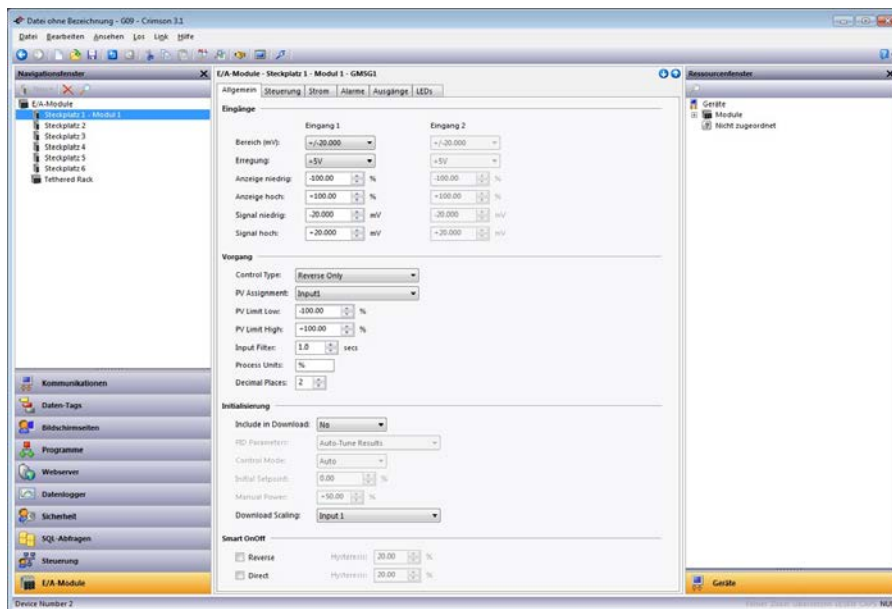 Datei ohne Bezeichnung - G09 - Crimson 3.1
Datei Bearbeiten Ansehen Los Link Hilfe
Navigationsfenster
E/A-Module
Steckplatz 1 - Modul 1
Steckplatz 2
Steckplatz 3
Steckplatz 4
Steckplatz 5
Steckplatz 6
Tethered Rack
Kommunikationen
Daten-Tags
Bildschirmseiten
Programme
Webserver
Datenlogger
Sicherheit
SQL-Abfragen
Steuerung
E/A-Module
E/A-Module - Steckplatz 1 - Modul 1 - GMSG1
Allgemein Steuerung Strom Alarme Ausgänge LEDs
Eingänge
Eingang 1 Eingang 2
Bereich (mV): +/-20.000 +/-20.000
Erregung: +5V +5V
Anzeige niedrig: -100.00 % -100.00 %
Anzeige hoch: +100.00 % +100.00 %
Signal niedrig: -20.000 mV -20.000 mV
Signal hoch: +20.000 mV +20.000 mV
Vorgang
Control Type: Reverse Only
PV Assignment: Input1
PV Limit Low: -100.00 %
PV Limit High: +100.00 %
Input Filter: 1.0 secs
Process Units: %
Decimal Places: 2
Initialisierung
Include in Download: No
PID Parameters: Auto-Tune Results
Control Mode: Auto
Initial Setpoint: 0.00 %
Manual Power: +50.00 %
Download Scaling: Input 1
Smart OnOff
Reverse Hysteresis: 20.00 %
Direct Hysteresis: 20.00 %
Ressourcenfenster
Geräte
Module
Nicht zugeordnet
Geräte
Device Number 2